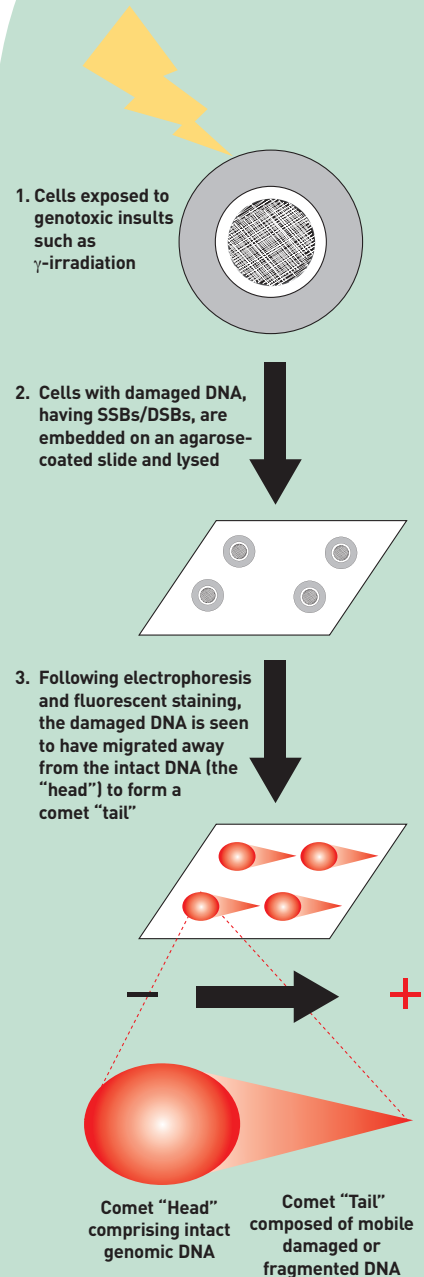 1. Cells exposed to
genotoxic insults
such as
γ-irradiation
2. Cells with damaged DNA,
having SSBs/DSBs, are
embedded on an agarose-
coated slide and lysed
3. Following electrophoresis
and fluorescent staining,
the damaged DNA is seen
to have migrated away
from the intact DNA (the
“head”) to form a
comet “tail”
− +
Comet “Head”
comprising intact
genomic DNA
Comet “Tail”
composed of mobile
damaged or
fragmented DNA